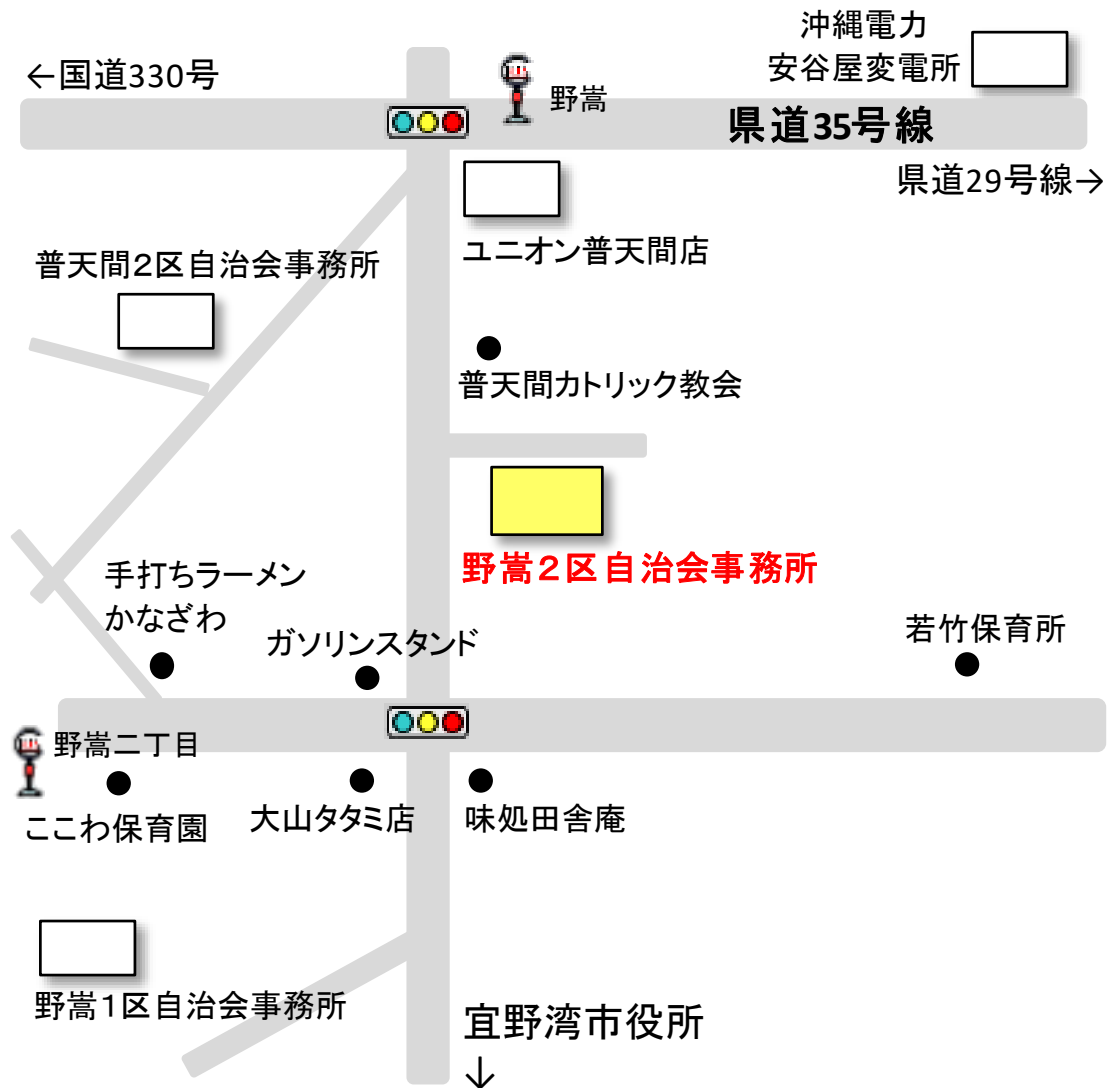 沖縄電力
安谷屋変電所
←国道330号
野嵩
県道35号線
県道29号線→
ユニオン普天間店
普天間２区自治会事務所
普天間カトリック教会
野嵩２区自治会事務所
手打ちラーメン
かなざわ
ガソリンスタンド
若竹保育所
野嵩二丁目
ここわ保育園
大山タタミ店
味処田舎庵
野嵩１区自治会事務所
宜野湾市役所
↓